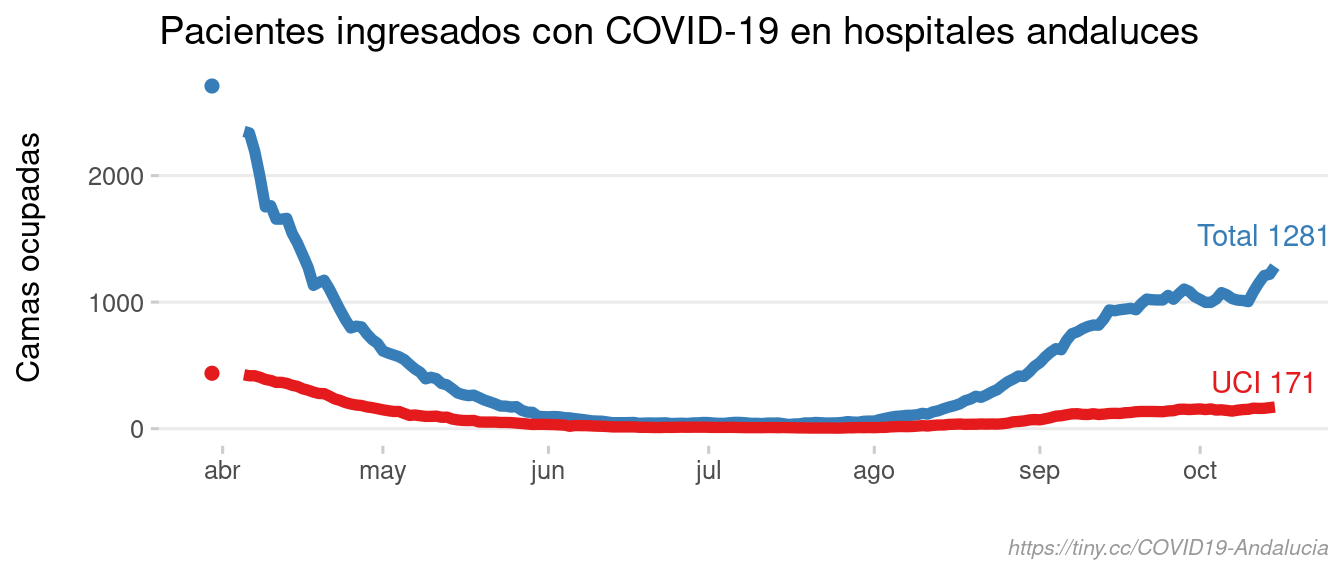 Pacientes ingresados con COVID-19 en hospitales andaluces
Camas ocupadas
2000
1000
0
Total 1281
UCI 171
abr may jun jul ago sep oct
https://tiny.cc/COVID19-Andalucia